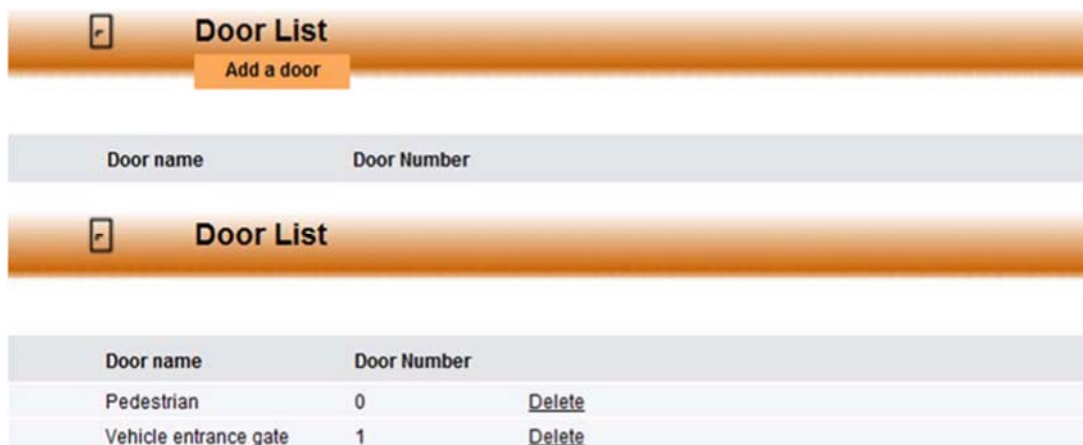 Door List
Add a door
Door name Door Number
Door List
Door name Door Number
Pedestrian 0 Delete
Vehicle entrance gate 1 Delete